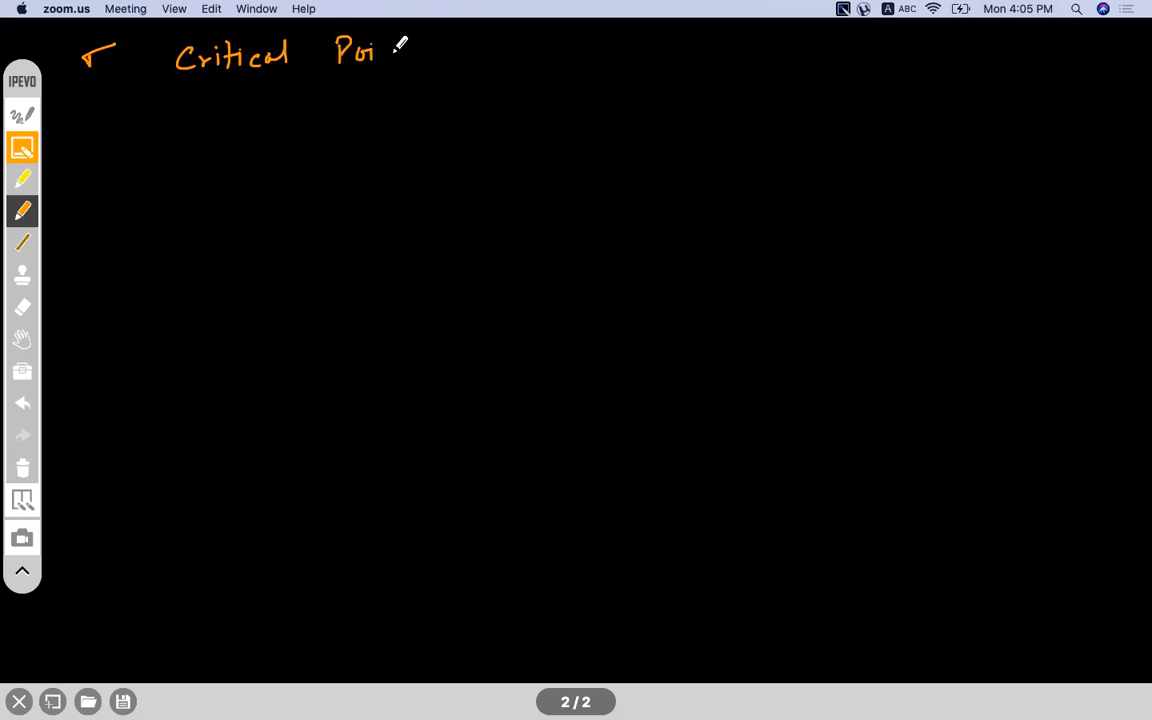 zoom.us Meeting View Edit Window Help A ABC Mon 4:05 PM
Critical Poi
IPEVO
2/2